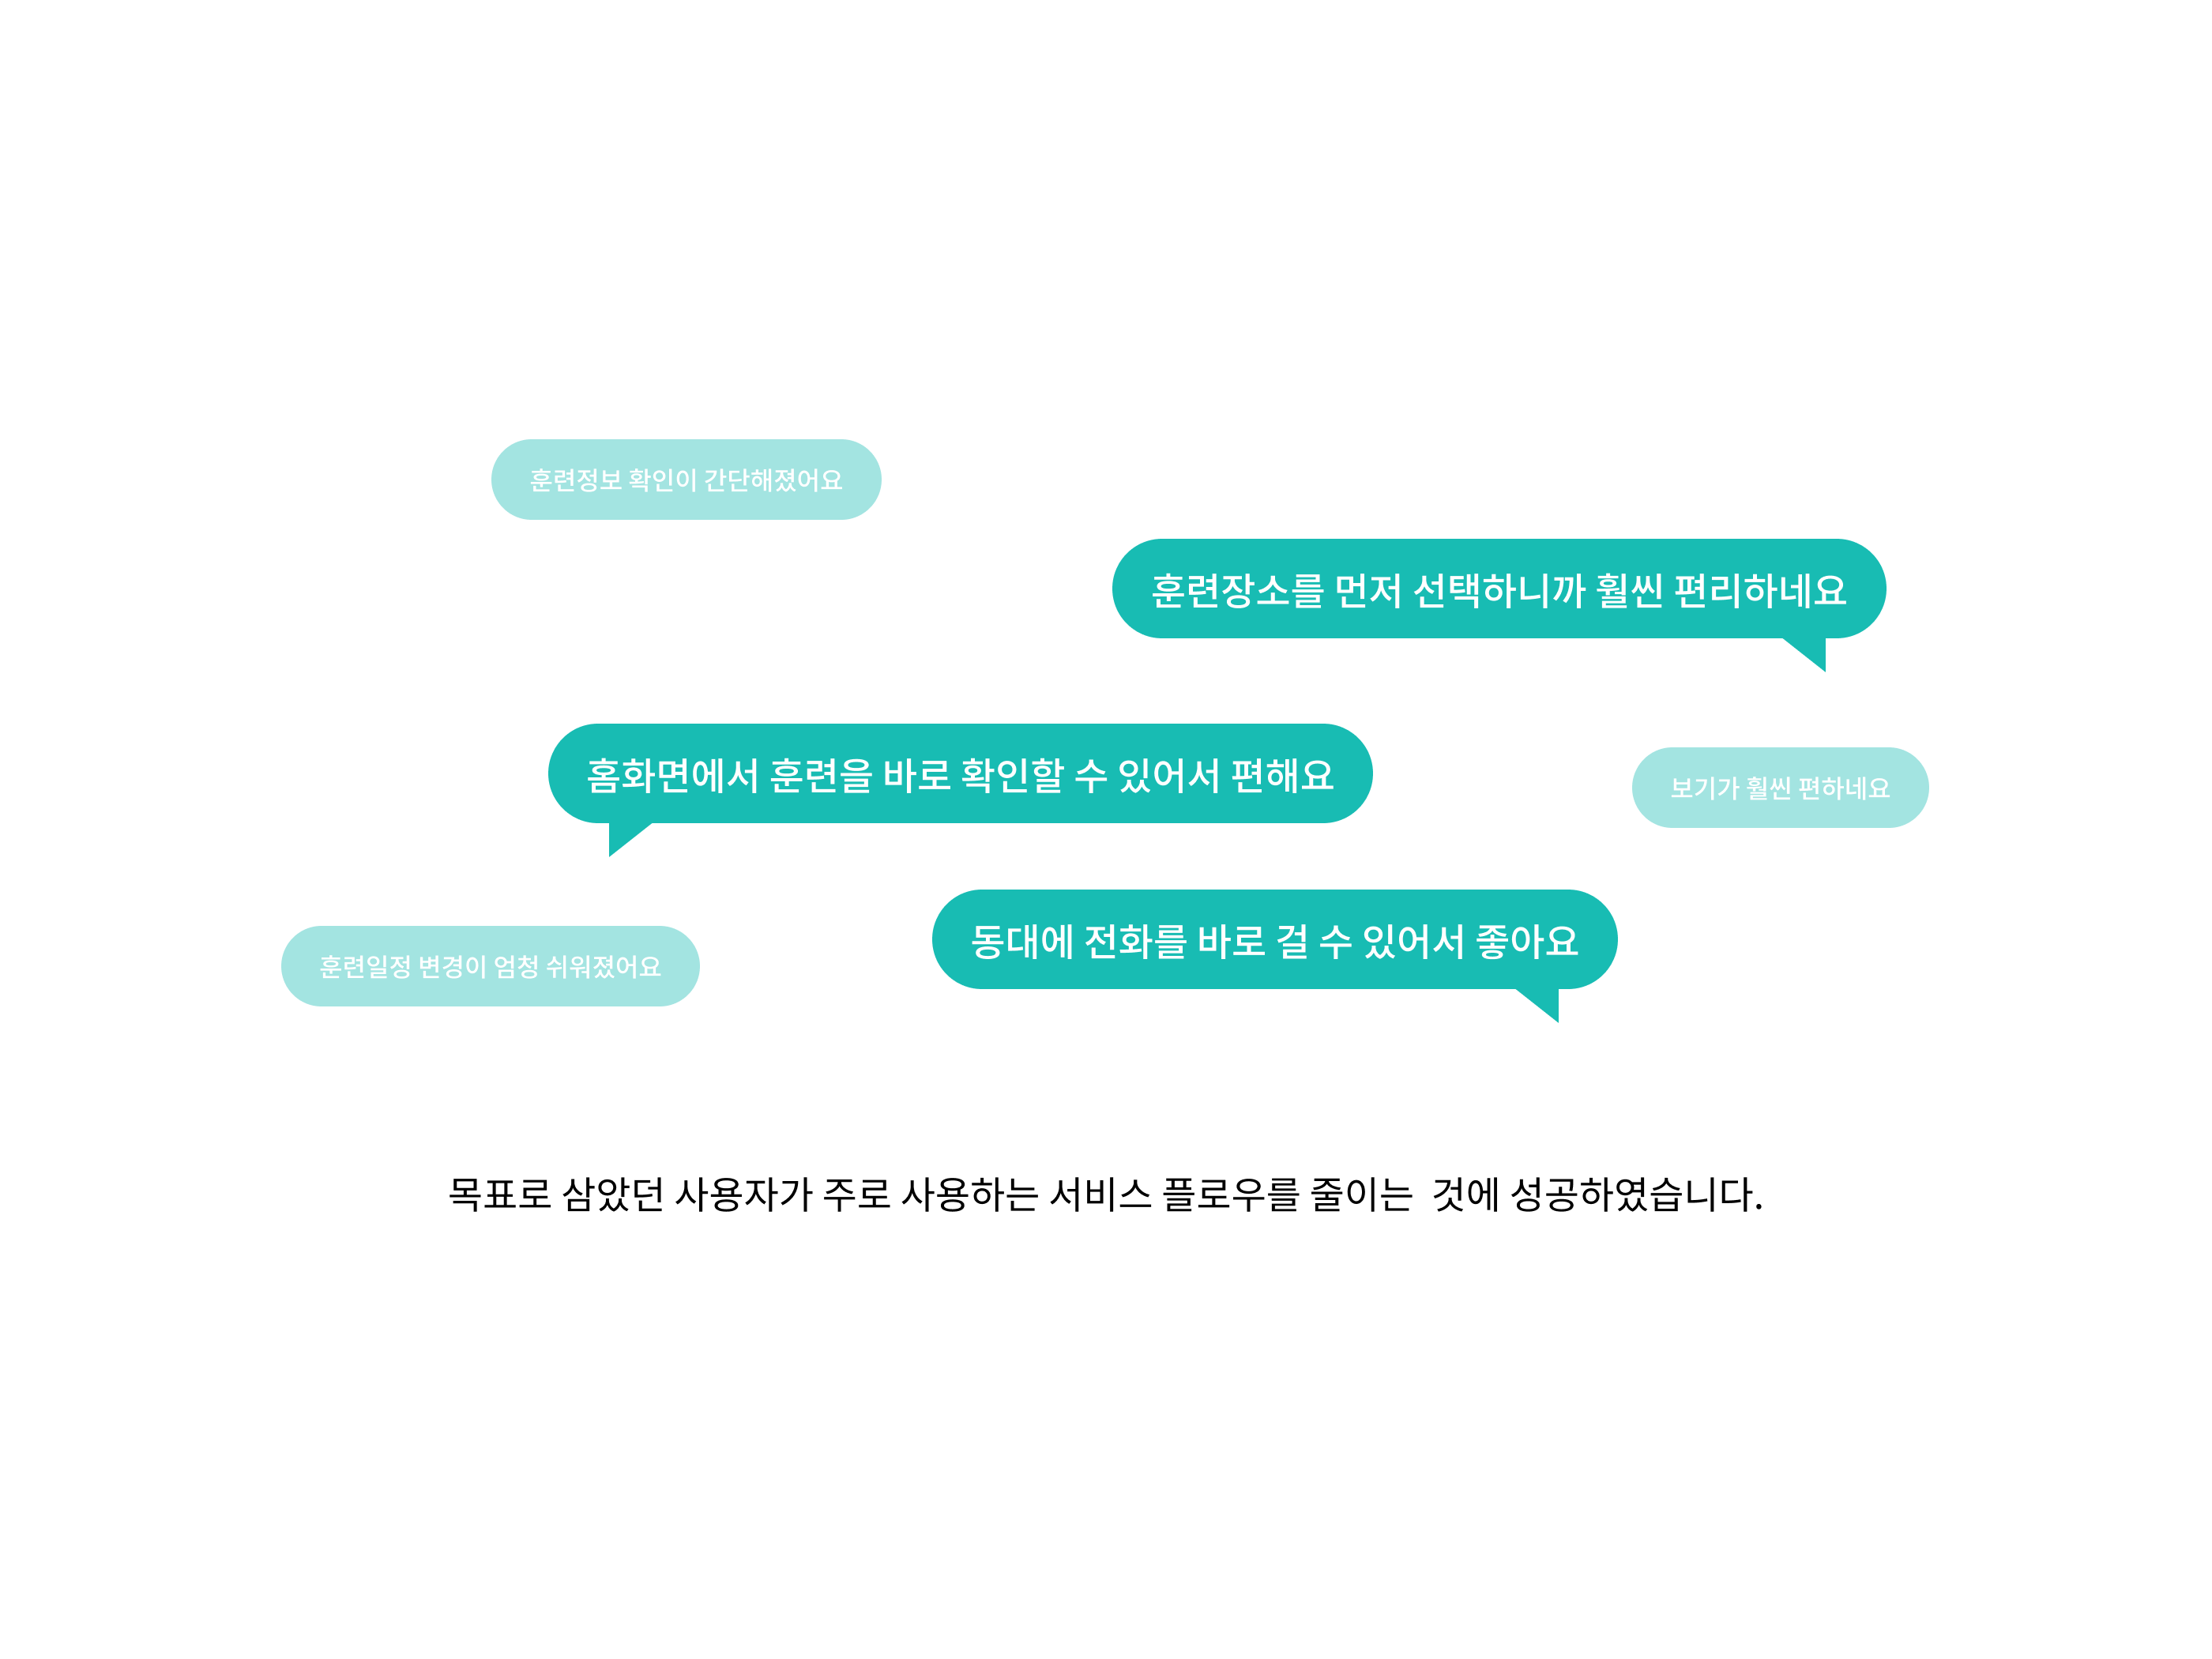 훈련정보 확인이 간단해졌어요
훈련장소를 먼저 선택하니까 훨씬 편리하네요
홈화면에서 훈련을 바로 확인할 수 있어서 편해요
보기가 훨씬 편하네요
훈련일정 변경이 엄청 쉬워졌어요
동대에 전화를 바로걸 수 있어서 좋아요
목표로 삼았던 사용자가 주로 사용하는 서비스 플로우를 줄이는  것에 성공하였습니다.